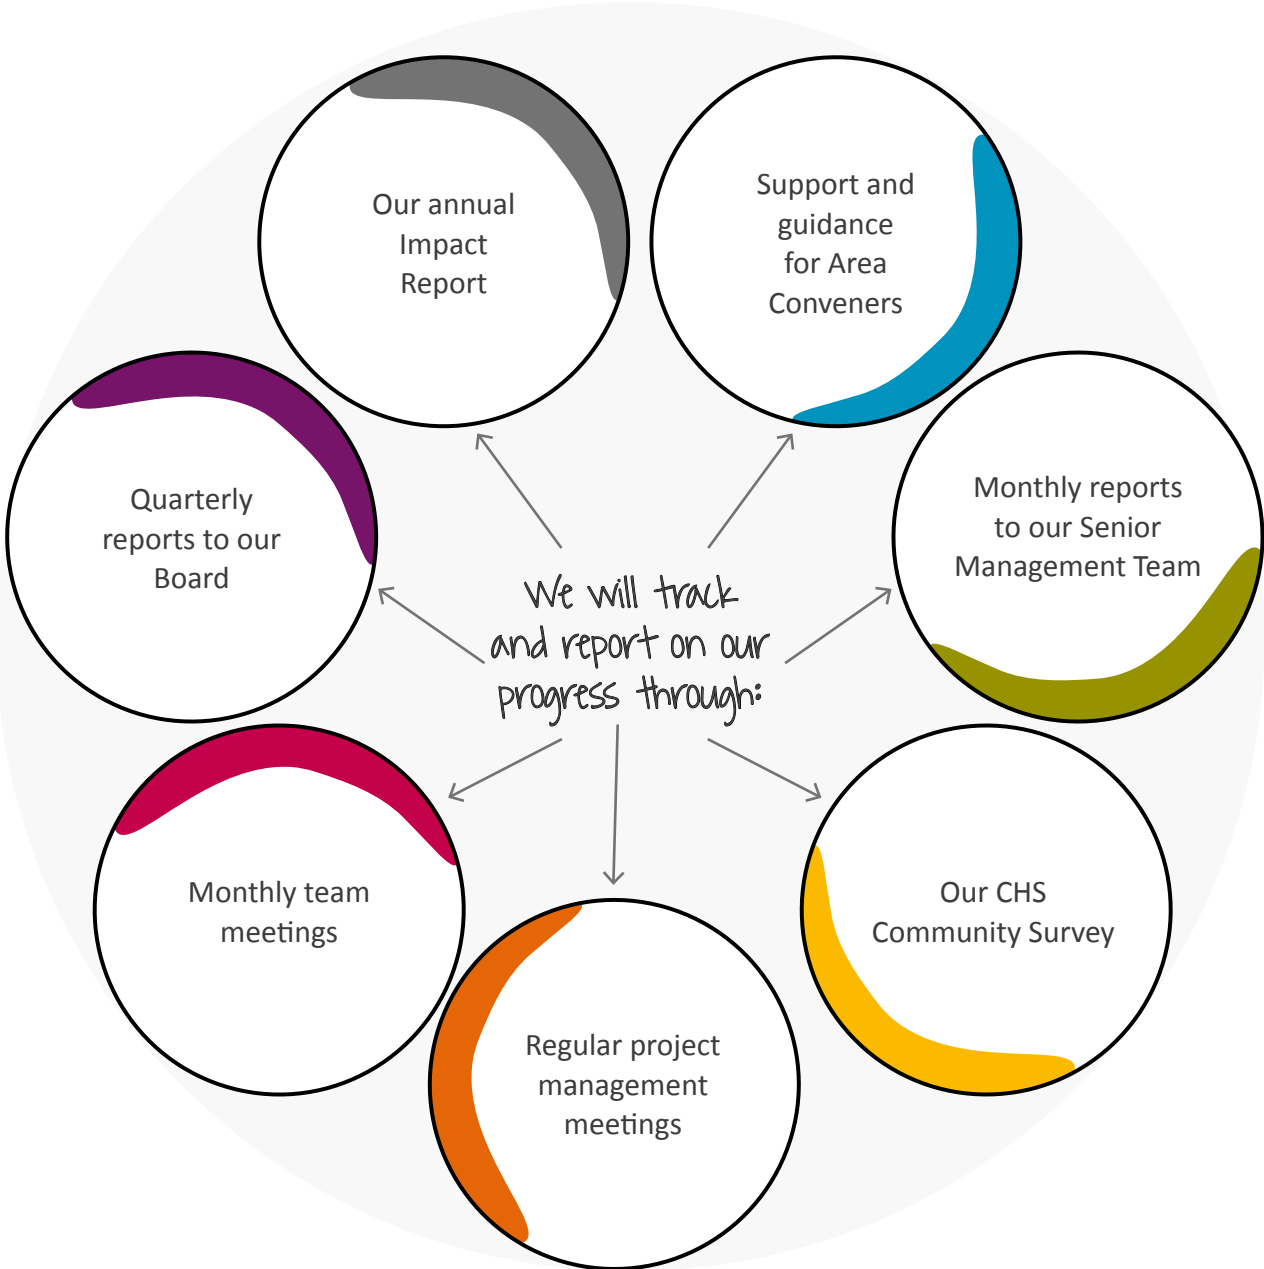 Our annual
Impact
Report
Support and
guidance
for Area
Conveners
Quarterly
reports to our
Board
Monthly reports
to our Senior
Management Team
We will track
and report on our
progress through:
Monthly team
meetings
Our CHS
Community Survey
Regular project
management
meetings